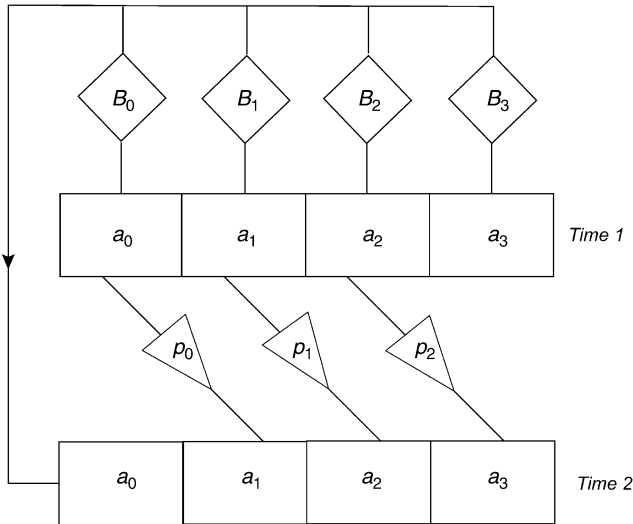 B₀ B₁ B₂ B₃
a₀ a₁ a₂ a₃ Time 1
p₀ p₁ p₂
a₀ a₁ a₂ a₃ Time 2